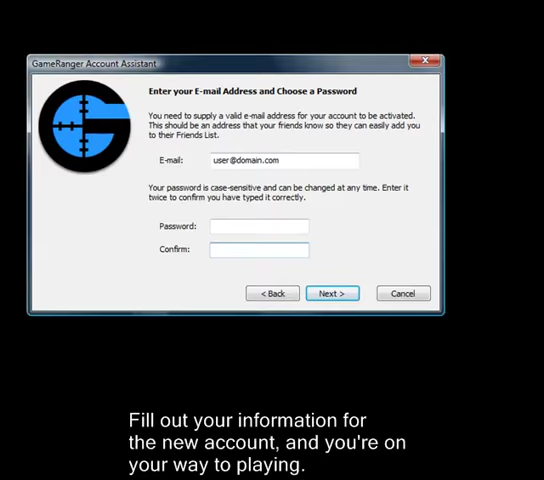 GameRanger Account Assistant
Enter your E-mail Address and Choose a Password
You need to supply a valid e-mail address for your account to be activated.
This should be an address that your friends know so they can easily add you
to their Friends List.
E-mail: user@domain.com
Your password is case-sensitive and can be changed at any time. Enter it
twice to confirm you have typed it correctly.
Password:
Confirm:
< Back Next > Cancel
Fill out your information for
the new account, and you're on
your way to playing.